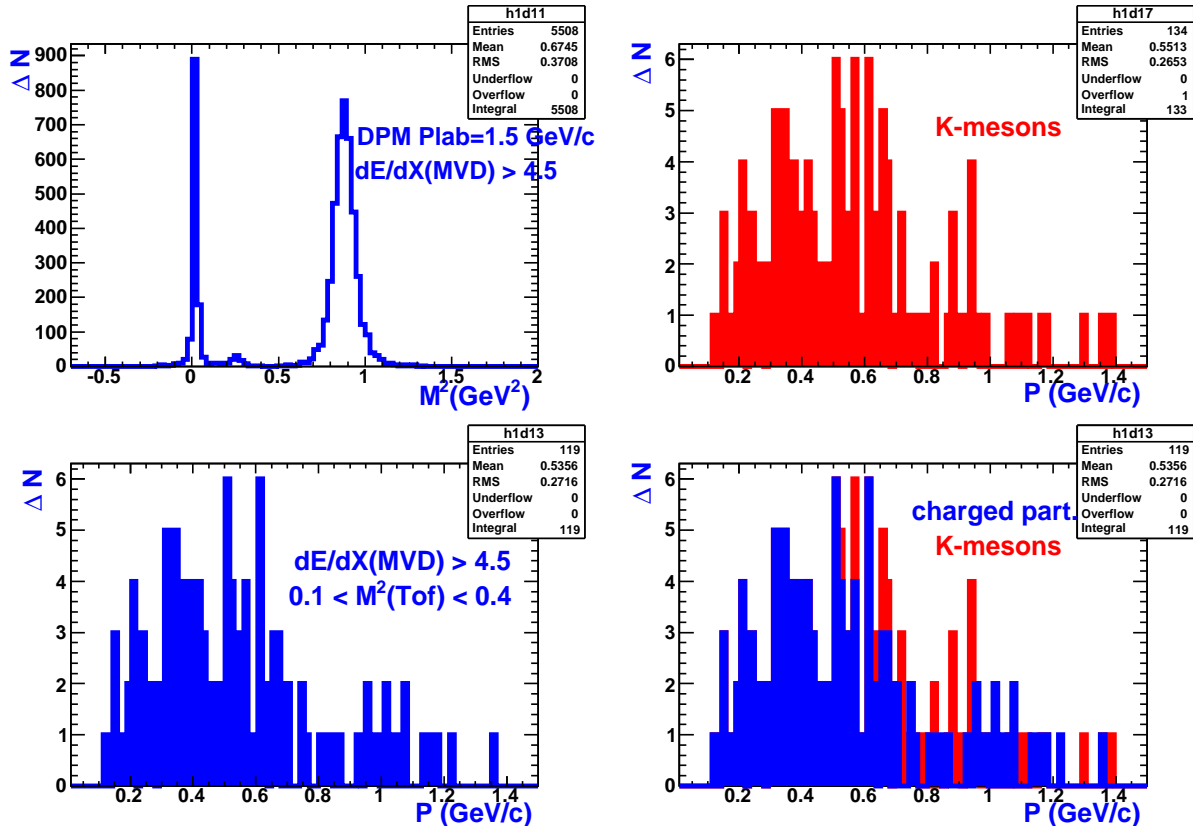 h1d11
Entries 5508
Mean 0.6745
RMS 0.3708
Underflow 0
Overflow 0
Integral 5508
Δ N
900
800
700
600
500
400
300
200
100
0
DPM Plab=1.5 GeV/c
dE/dX(MVD) > 4.5
-0.5 0 0.5 1 1.5 2
M²(GeV²)
h1d17
Entries 134
Mean 0.5513
RMS 0.2653
Underflow 0
Overflow 1
Integral 133
Δ N
6
5
4
3
2
1
0
K-mesons
0.2 0.4 0.6 0.8 1 1.2 1.4
P (GeV/c)
h1d13
Entries 119
Mean 0.5356
RMS 0.2716
Underflow 0
Overflow 0
Integral 119
Δ N
6
5
4
3
2
1
0
dE/dX(MVD) > 4.5
0.1 < M²(Tof) < 0.4
0.2 0.4 0.6 0.8 1 1.2 1.4
P (GeV/c)
h1d13
Entries 119
Mean 0.5356
RMS 0.2716
Underflow 0
Overflow 0
Integral 119
Δ N
6
5
4
3
2
1
0
charged part.
K-mesons
0.2 0.4 0.6 0.8 1 1.2 1.4
P (GeV/c)